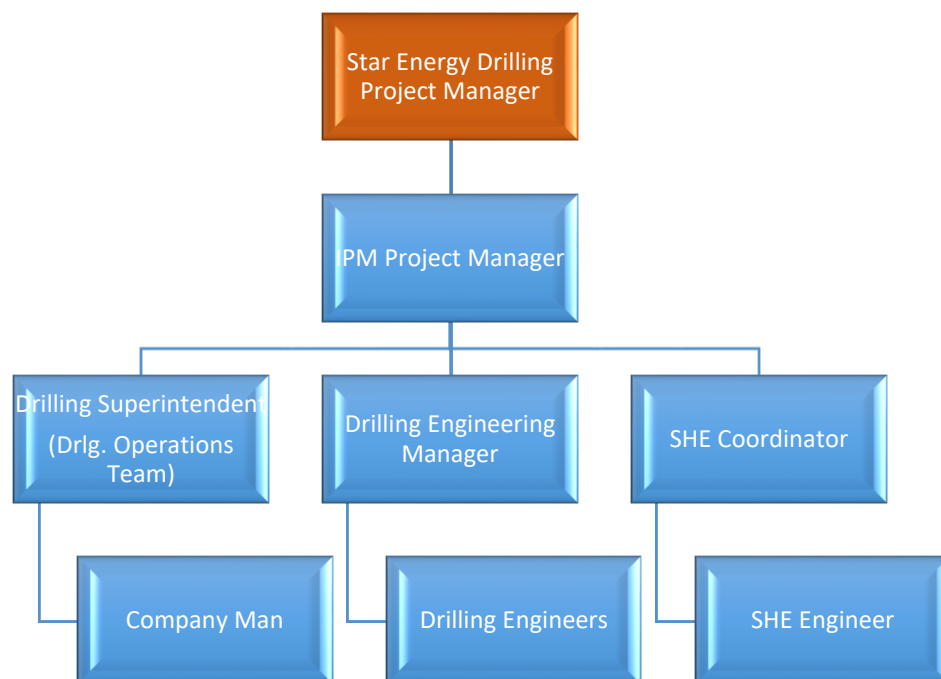 Star Energy Drilling
Project Manager
IPM Project Manager
Drilling Superintendent
(Drlg. Operations
Team)
Drilling Engineering
Manager
SHE Coordinator
Company Man
Drilling Engineers
SHE Engineer